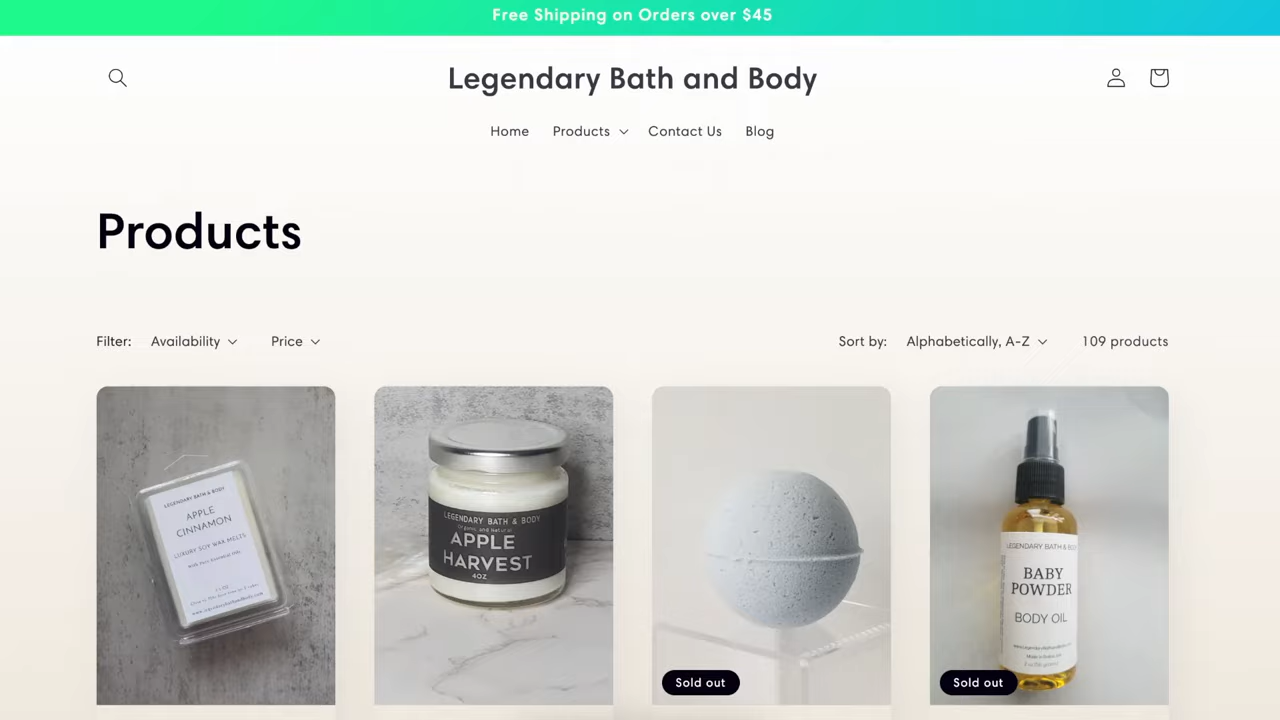 Free Shipping on Orders over $45
Legendary Bath and Body
Home Products Contact Us Blog
Products
Filter: Availability Price
Sort by: Alphabetically, A-Z 109 products
LEGENDARY BATH & BODY
APPLE
CINNAMON
LUXURY SOY WAX MELTS
With Pure Essential Oils
LEGENDARY BATH & BODY
Organic and Natural
APPLE
HARVEST
4OZ
Sold out
LEGENDARY BATH & BOD
BABY
POWDER
BODY OIL
Sold out